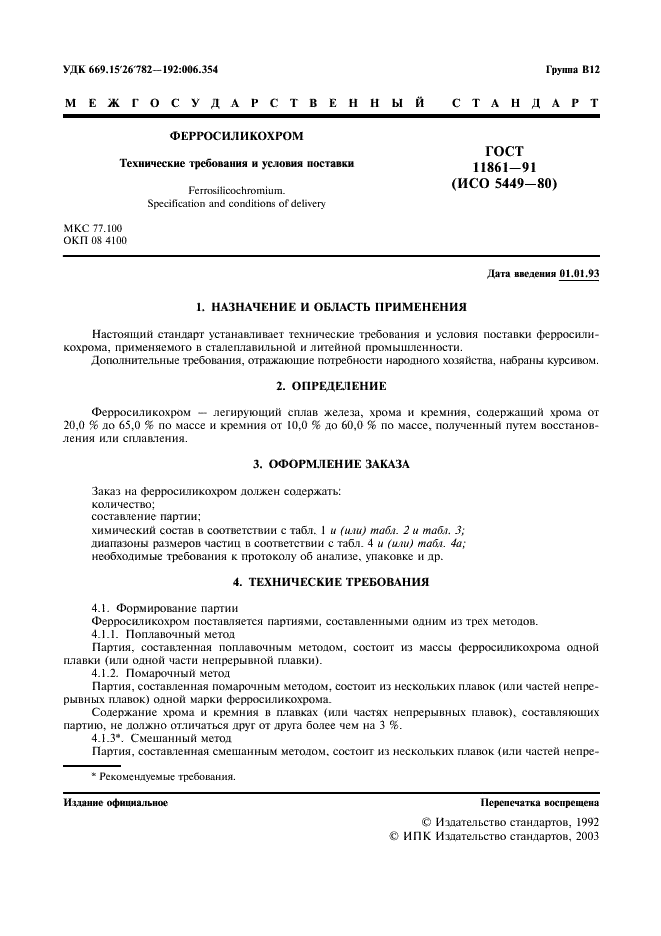 УДК 669.15′26′782—192:006.354 Группа В12
МЕЖГОСУДАРСТВЕННЫЙ СТАНДАРТ
ФЕРРОСИЛИКОХРОМ
Технические требования и условия поставки
Ferrosilicochromium.
Specification and conditions of delivery
ГОСТ
11861—91
(ИСО 5449—80)
МКС 77.100
ОКП 08 4100
Дата введения 01.01.93
1. НАЗНАЧЕНИЕ И ОБЛАСТЬ ПРИМЕНЕНИЯ
Настоящий стандарт устанавливает технические требования и условия поставки ферросили-
кохрома, применяемого в сталеплавильной и литейной промышленности.
Дополнительные требования, отражающие потребности народного хозяйства, набраны курсивом.
2. ОПРЕДЕЛЕНИЕ
Ферросиликохром — легирующий сплав железа, хрома и кремния, содержащий хрома от
20,0 % до 65,0 % по массе и кремния от 10,0 % до 60,0 % по массе, полученный путем восстанов-
ления или сплавления.
3. ОФОРМЛЕНИЕ ЗАКАЗА
Заказ на ферросиликохром должен содержать:
количество;
составление партии;
химический состав в соответствии с табл. 1 и (или) табл. 2 и табл. 3;
диапазоны размеров частиц в соответствии с табл. 4 и (или) табл. 4а;
необходимые требования к протоколу об анализе, упаковке и др.
4. ТЕХНИЧЕСКИЕ ТРЕБОВАНИЯ
4.1. Формирование партии
Ферросиликохром поставляется партиями, составленными одним из трех методов.
4.1.1. Поплавочный метод
Партия, составленная поплавочным методом, состоит из массы ферросиликохрома одной
плавки (или одной части непрерывной плавки).
4.1.2. Помарочный метод
Партия, составленная помарочным методом, состоит из нескольких плавок (или частей непре-
рывных плавок) одной марки ферросиликохрома.
Содержание хрома и кремния в плавках (или частях непрерывных плавок), составляющих
партию, не должно отличаться друг от друга более чем на 3 %.
4.1.3*. Смешанный метод
Партия, составленная смешанным методом, состоит из нескольких плавок (или частей непре-
* Рекомендуемые требования.
Издание официальное Перепечатка воспрещена
© Издательство стандартов, 1992
© ИПК Издательство стандартов, 2003